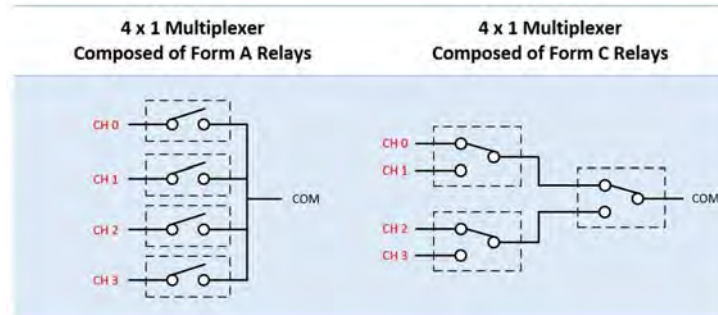 4 x 1 Multiplexer
Composed of Form A Relays
4 x 1 Multiplexer
Composed of Form C Relays
CH 0
CH 1
CH 2
CH 3
COM
CH 0
CH 1
CH 2
CH 3
COM